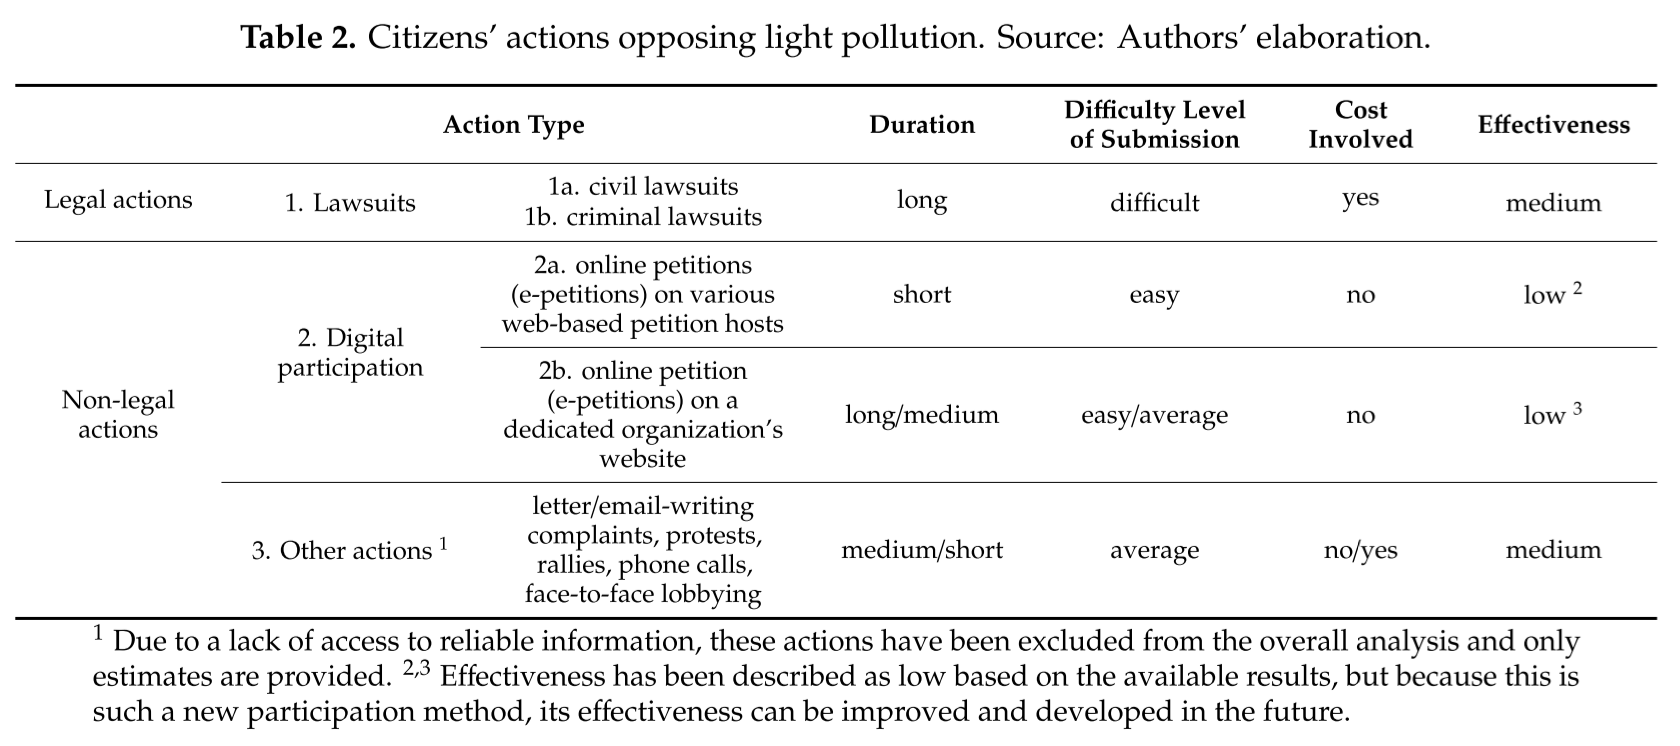 Table 2. Citizens' actions opposing light pollution. Source: Authors' elaboration.
Action Type
Duration
Difficulty Level
of Submission
Cost
Involved
Effectiveness
Legal actions
1. Lawsuits
1a. civil lawsuits
1b. criminal lawsuits
long
difficult
yes
medium
Non-legal
actions
2. Digital
participation
2a. online petitions
(e-petitions) on various
web-based petition hosts
short
easy
no
low 2
2b. online petition
(e-petitions) on a
dedicated organization's
website
long/medium
easy/average
no
low 3
3. Other actions 1
letter/email-writing
complaints, protests,
rallies, phone calls,
face-to-face lobbying
medium/short
average
no/yes
medium
1 Due to a lack of access to reliable information, these actions have been excluded from the overall analysis and only
estimates are provided. 2,3 Effectiveness has been described as low based on the available results, but because this is
such a new participation method, its effectiveness can be improved and developed in the future.